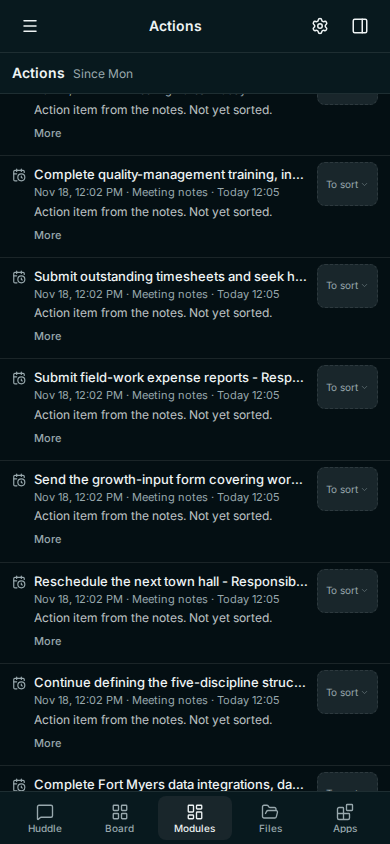 Actions
Actions Since Mon
Action item from the notes. Not yet sorted.
More
Complete quality-management training, in...
Nov 18, 12:02 PM · Meeting notes · Today 12:05
To sort
Action item from the notes. Not yet sorted.
More
Submit outstanding timesheets and seek h...
Nov 18, 12:02 PM · Meeting notes · Today 12:05
To sort
Action item from the notes. Not yet sorted.
More
Submit field-work expense reports - Resp...
Nov 18, 12:02 PM · Meeting notes · Today 12:05
To sort
Action item from the notes. Not yet sorted.
More
Send the growth-input form covering wor...
Nov 18, 12:02 PM · Meeting notes · Today 12:05
To sort
Action item from the notes. Not yet sorted.
More
Reschedule the next town hall - Responsib...
Nov 18, 12:02 PM · Meeting notes · Today 12:05
To sort
Action item from the notes. Not yet sorted.
More
Continue defining the five-discipline struc...
Nov 18, 12:02 PM · Meeting notes · Today 12:05
To sort
Action item from the notes. Not yet sorted.
More
Complete Fort Myers data integrations, da...
Huddle Board Modules Files Apps